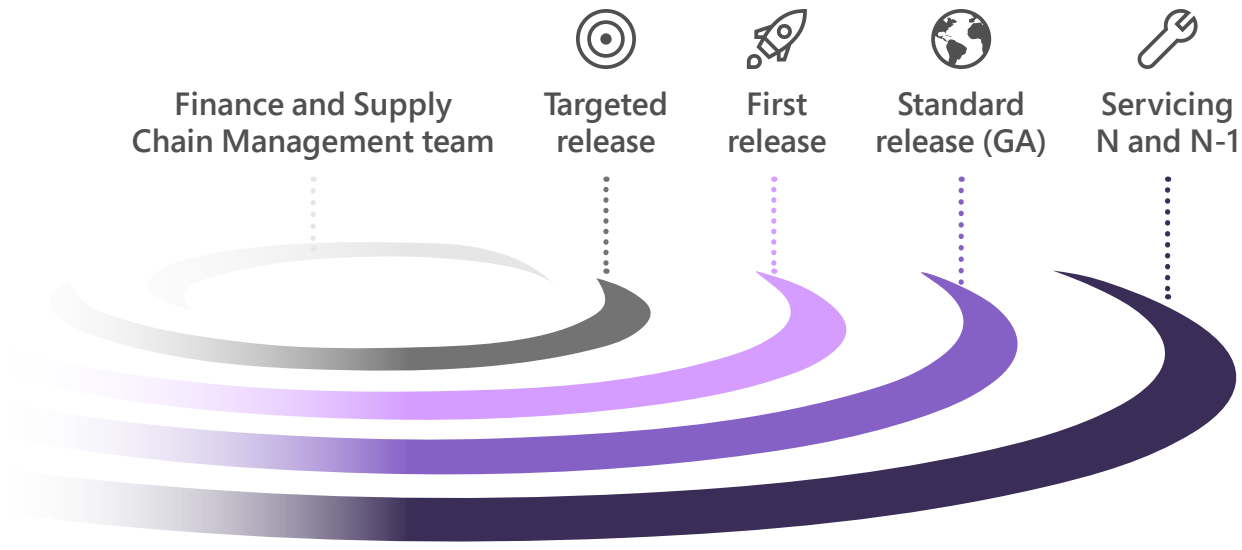 Finance and Supply
Chain Management team
Targeted
release
First
release
Standard
release (GA)
Servicing
N and N-1